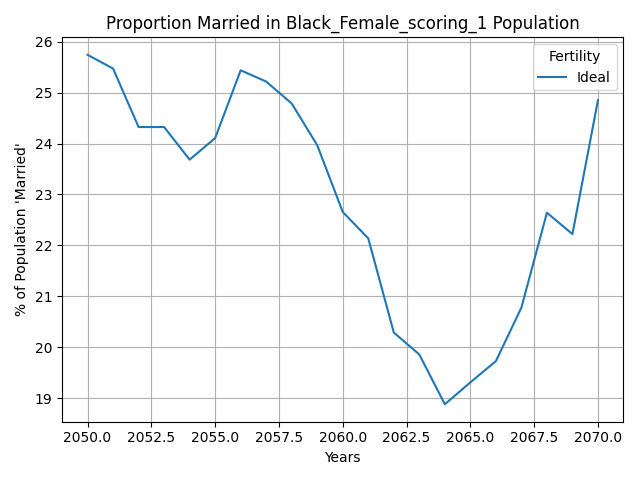 Proportion Married in Black_Female_scoring_1 Population
Fertility
Ideal
26
25
24
23
22
21
20
19
% of Population 'Married'
2050.0 2052.5 2055.0 2057.5 2060.0 2062.5 2065.0 2067.5 2070.0
Years